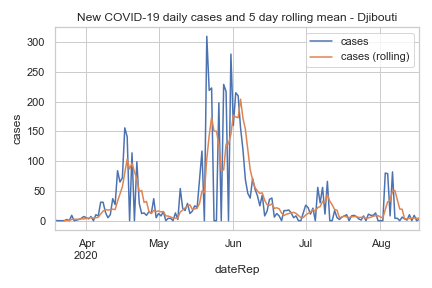 New COVID-19 daily cases and 5 day rolling mean - Djibouti
cases
cases (rolling)
300
250
200
150
100
50
0
cases
Apr
2020
May
Jun
Jul
Aug
dateRep